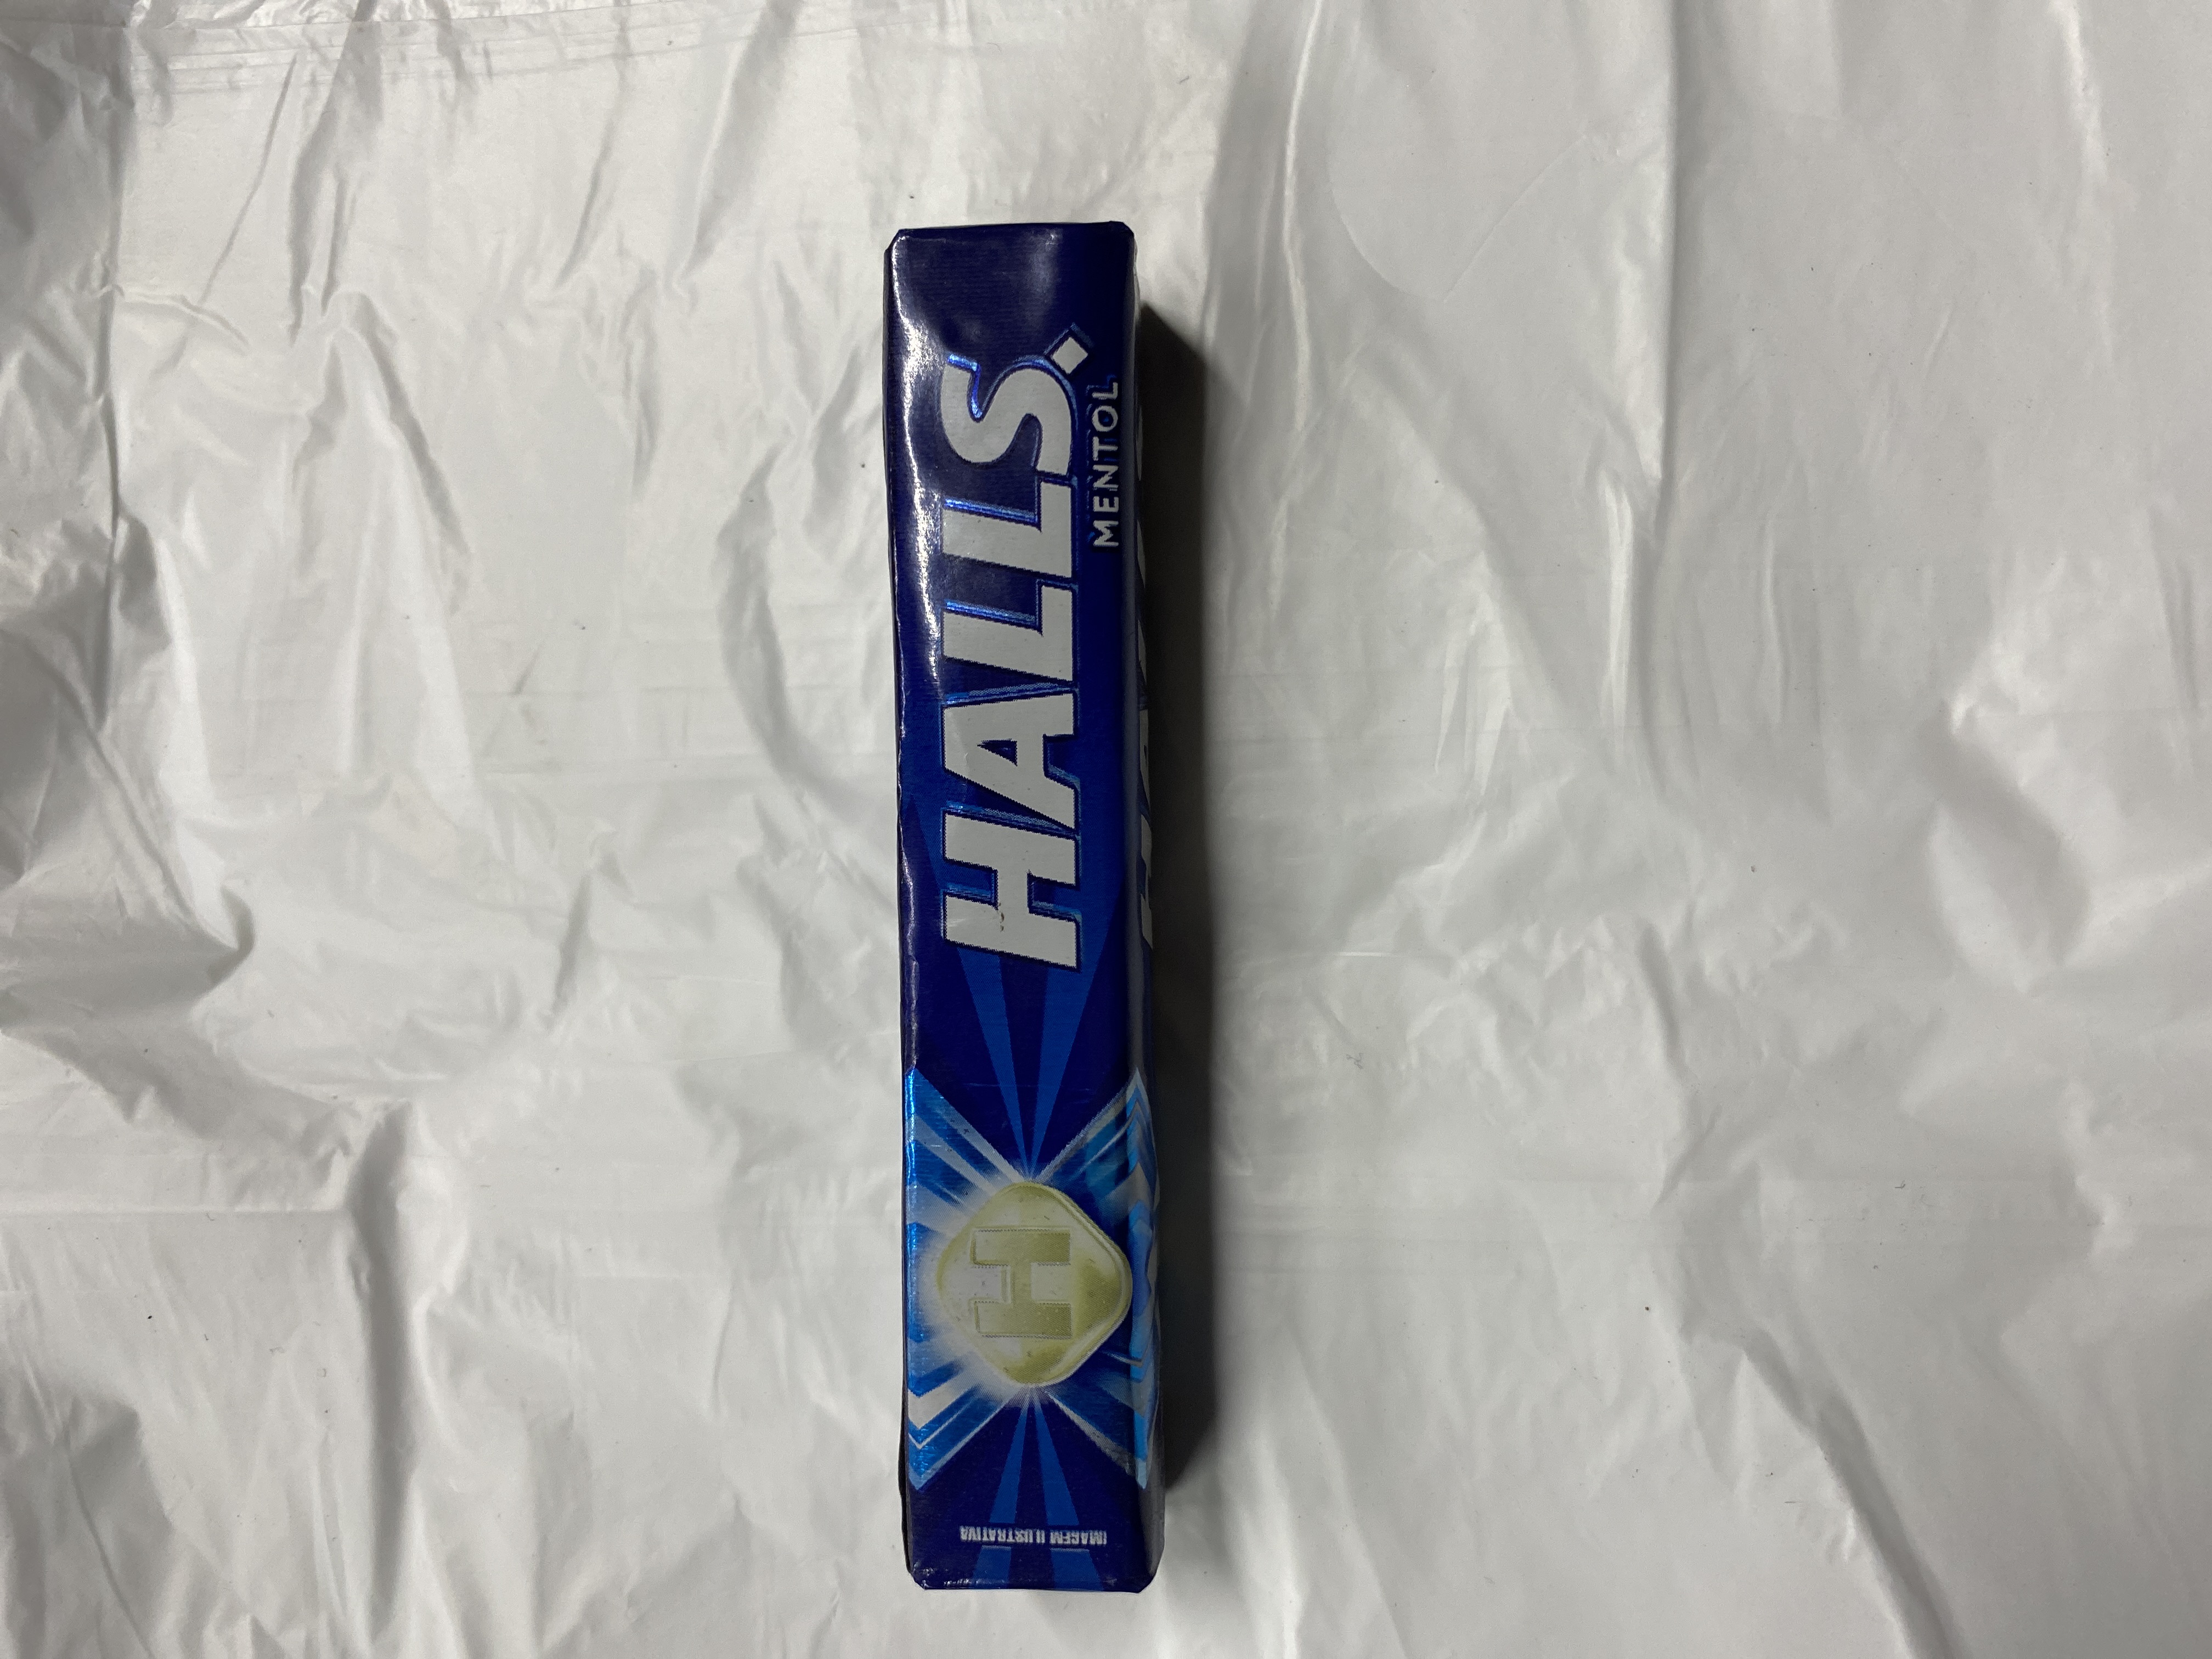 HALLS.
MENTOL
H
IMAGEM ILUSTRATIVA